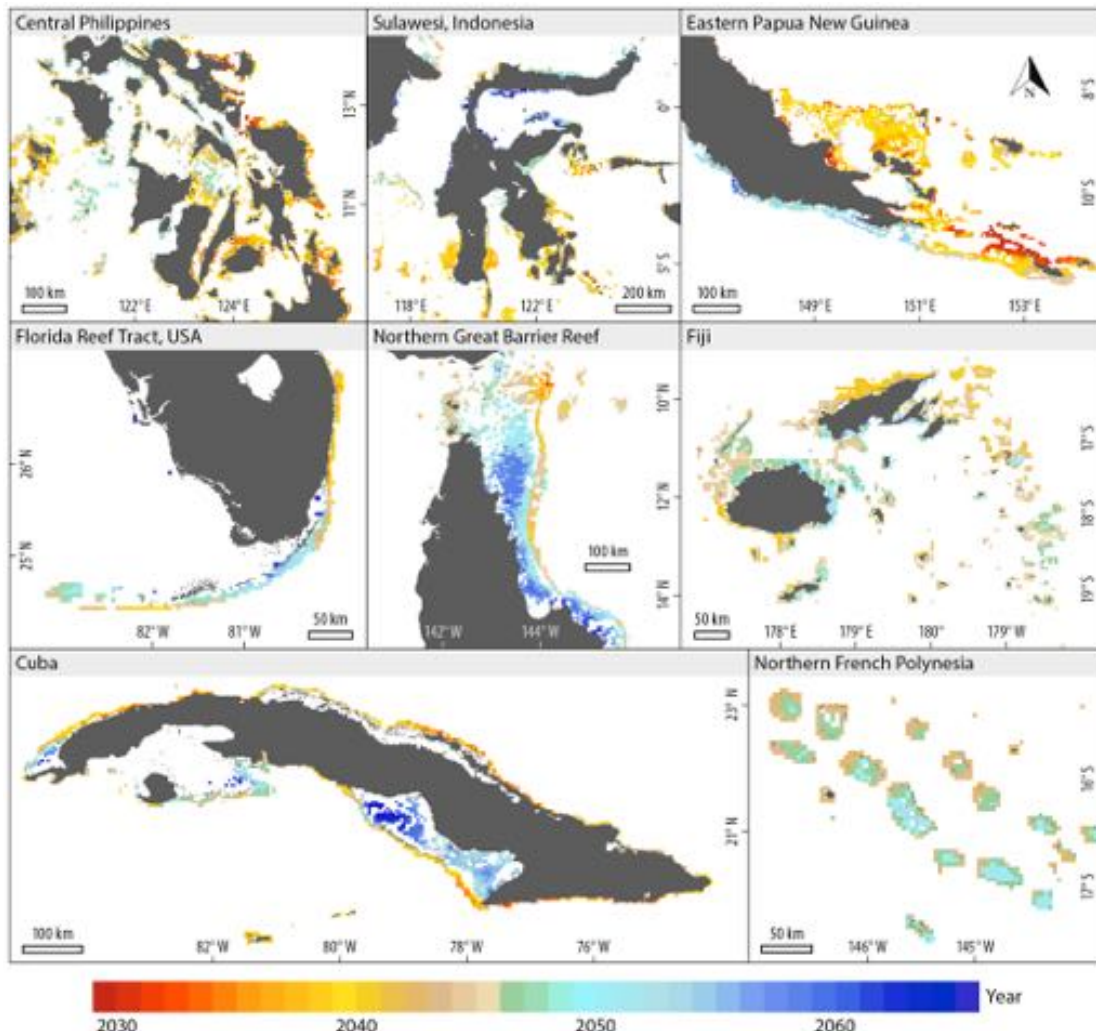 Central Philippines
13°N
11°N
100 km
122°E
124°E
Sulawesi, Indonesia
0°
5°S
118°E
122°E
200 km
Eastern Papua New Guinea
N
8°S
10°S
100 km
149°E
151°E
153°E
Florida Reef Tract, USA
26°N
25°N
82°W
81°W
50 km
Northern Great Barrier Reef
10°N
12°N
14°N
100 km
142°W
144°W
Fiji
17°S
18°S
19°S
50 km
178°E
179°E
180°
179°W
Cuba
23°N
21°N
100 km
82°W
80°W
78°W
76°W
Northern French Polynesia
16°S
17°S
50 km
146°W
145°W
2030
2040
2050
2060
Year